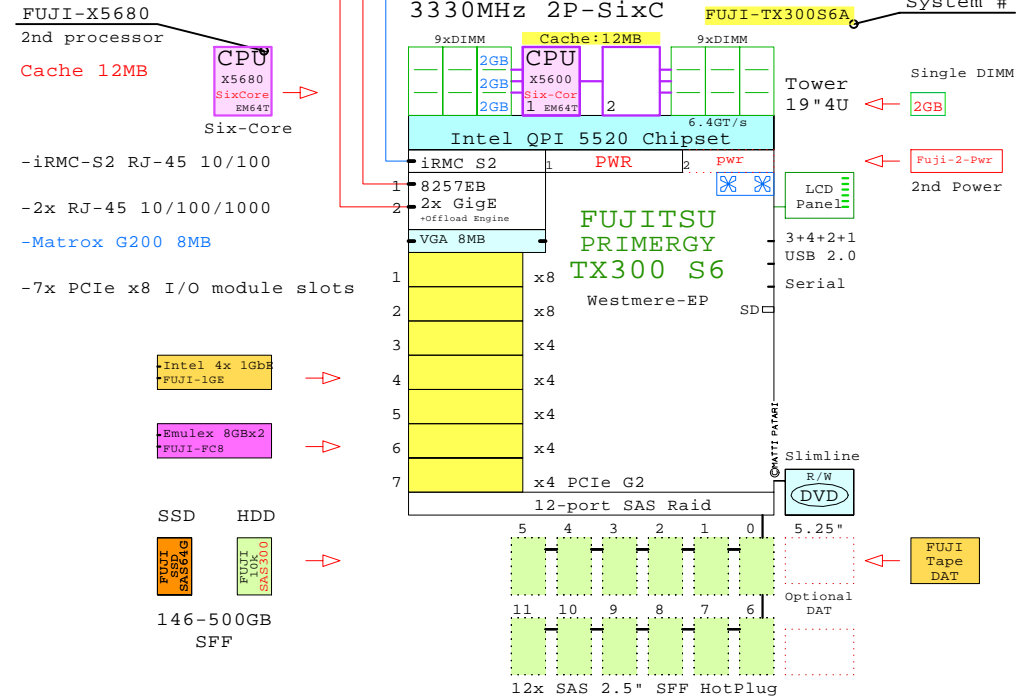 FUJI-X5680
3330MHz 2P-SixC
FUJI-TX300S6A
System #
2nd processor
Cache 12MB
CPU
X5680
SixCore
EM64T
Six-Core
9xDIMM
Cache:12MB
9xDIMM
2GB
2GB
2GB
CPU
X5600
Six-Cor
1 EM64T
2
Tower
19"4U
Single DIMM
2GB
6.4GT/s
Intel QPI 5520 Chipset
-iRMC-S2 RJ-45 10/100
iRMC S2
1
PWR
2
pwr
Fuji-2-Pwr
2nd Power
1
8257EB
2
2x GigE
+Offload Engine
-2x RJ-45 10/100/1000
LCD
Panel
-Matrox G200 8MB
VGA 8MB
FUJITSU
PRIMERGY
TX300 S6
Westmere-EP
3+4+2+1
USB 2.0
Serial
SD
-7x PCIe x8 I/O module slots
1
x8
2
x8
3
x4
4
x4
5
x4
6
x4
7
x4 PCIe G2
Intel 4x 1GbE
FUJI-1GE
Emulex 8GBx2
FUJI-FC8
©MATTI PATARI
Slimline
R/W
DVD
12-port SAS Raid
5.25"
SSD
HDD
FUJI
SSD
SAS64G
FUJI
10k
SAS300
146-500GB
SFF
5 4 3 2 1 0
FUJI
Tape
DAT
Optional
DAT
11 10 9 8 7 6
12x SAS 2.5" SFF HotPlug